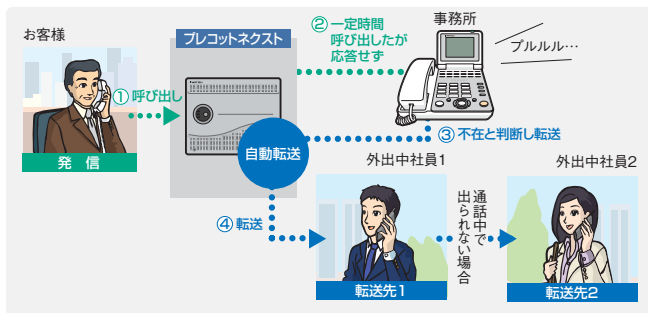 お客様
発 信
①呼び出し
プレコットネクスト
自動転送
②一定時間
呼び出したが
応答せず
事務所
プルルル…
③不在と判断し転送
④転送
外出中社員1
転送先1
通話中で
出られない場合
外出中社員2
転送先2